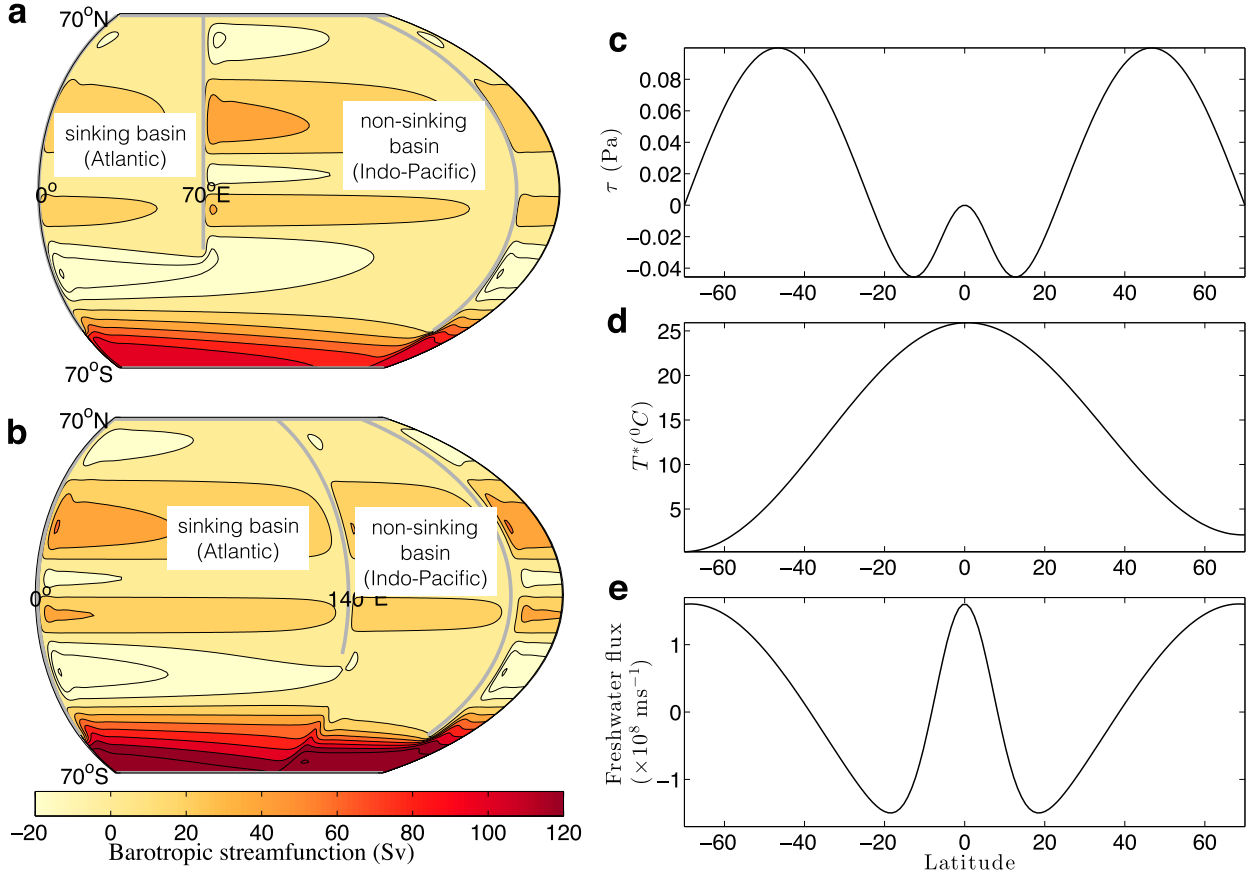 a
70°N
sinking basin
(Atlantic)
non-sinking
basin
(Indo-Pacific)
0°
70°E
70°S
b
70°N
sinking basin
(Atlantic)
non-sinking
basin
(Indo-Pacific)
0°
140°E
70°S
−20 0 20 40 60 80 100 120
Barotropic streamfunction (Sv)
c
τ (Pa)
0.08
0.06
0.04
0.02
0
−0.02
−0.04
−60 −40 −20 0 20 40 60
d
T*(⁰C)
25
20
15
10
5
−60 −40 −20 0 20 40 60
e
Freshwater flux
(×10⁸ ms⁻¹)
1
0
−1
−60 −40 −20 0 20 40 60
Latitude